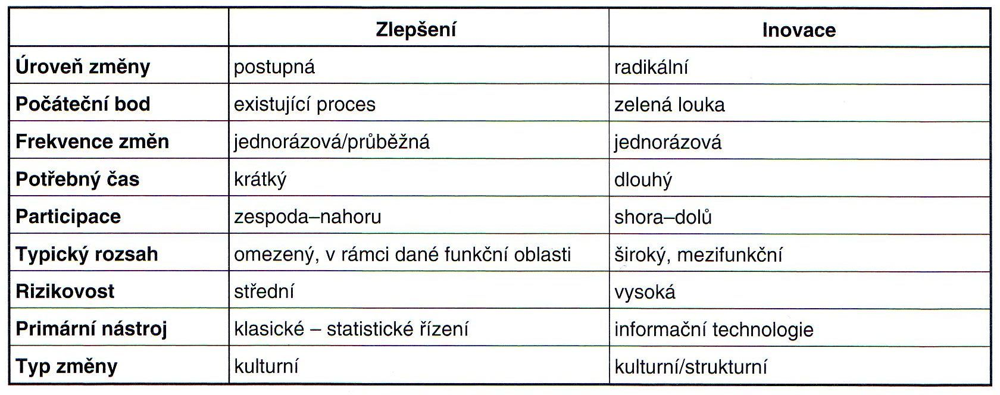 Zlepšení Inovace
Úroveň změny postupná radikální
Počáteční bod existující proces zelená louka
Frekvence změn jednorázová/průběžná jednorázová
Potřebný čas krátký dlouhý
Participace zespoda–nahoru shora–dolů
Typický rozsah omezený, v rámci dané funkční oblasti široký, mezifunkční
Rizikovost střední vysoká
Primární nástroj klasické – statistické řízení informační technologie
Typ změny kulturní kulturní/strukturní